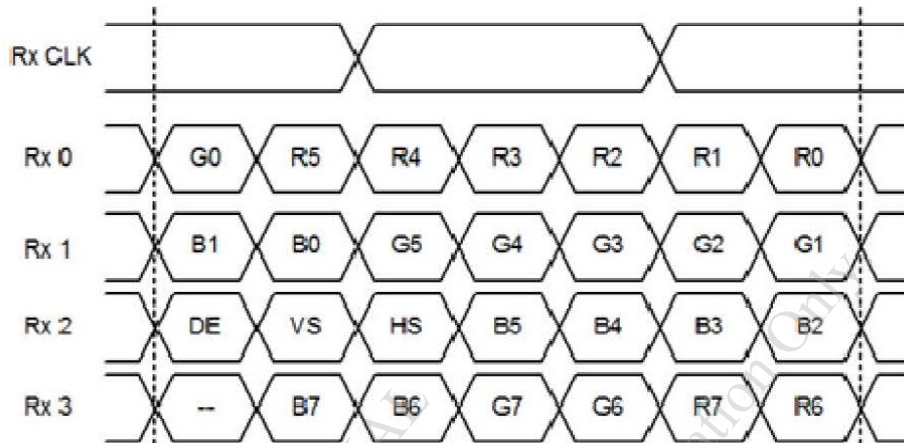 Rx CLK
Rx 0 G0 R5 R4 R3 R2 R1 R0
Rx 1 B1 B0 G5 G4 G3 G2 G1
Rx 2 DE VS HS B5 B4 B3 B2
Rx 3 -- B7 B6 G7 G6 R7 R6
Only